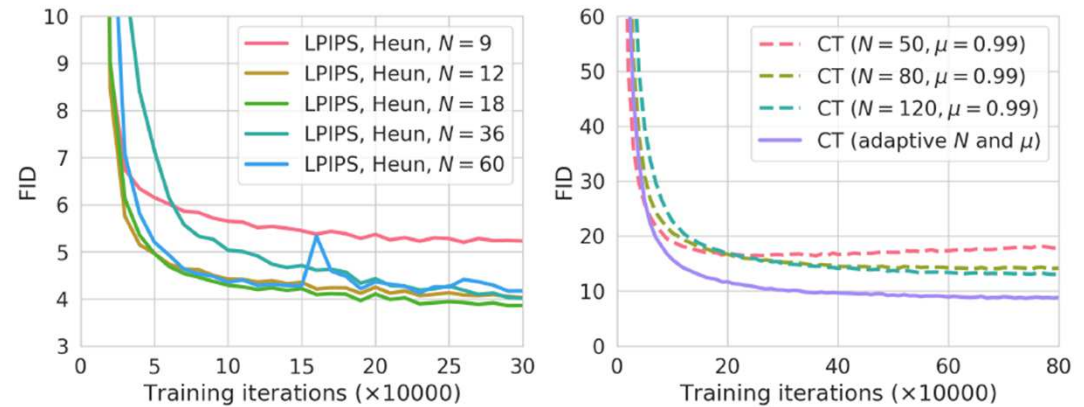 10
9
8
7
6
5
4
3
FID
0 5 10 15 20 25 30
Training iterations (×10000)
LPIPS, Heun, N = 9
LPIPS, Heun, N = 12
LPIPS, Heun, N = 18
LPIPS, Heun, N = 36
LPIPS, Heun, N = 60
60
50
40
30
20
10
0
FID
0 20 40 60 80
Training iterations (×10000)
CT (N = 50, μ = 0.99)
CT (N = 80, μ = 0.99)
CT (N = 120, μ = 0.99)
CT (adaptive N and μ)